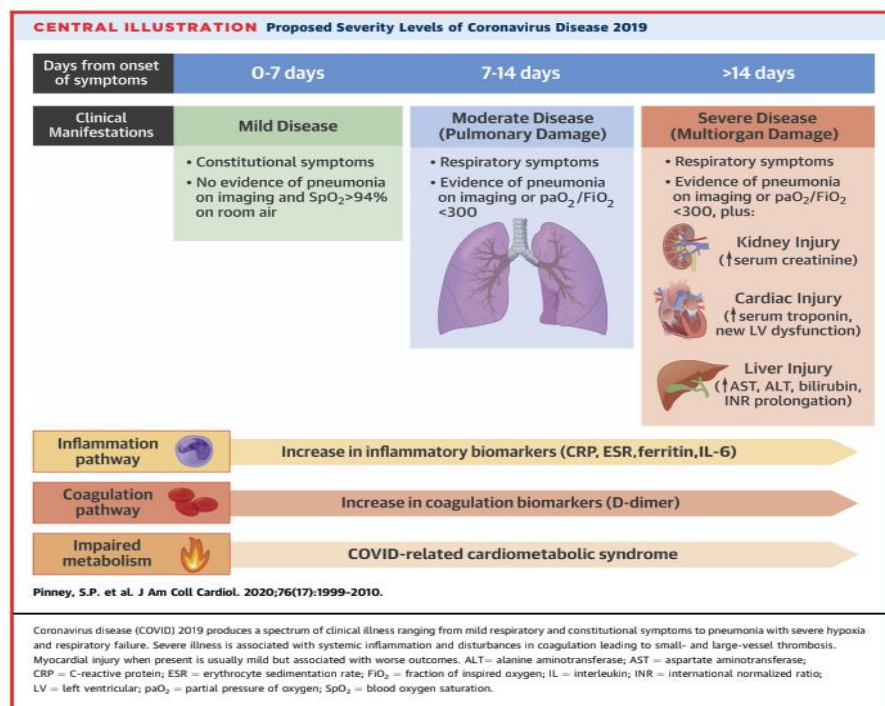 CENTRAL ILLUSTRATION Proposed Severity Levels of Coronavirus Disease 2019
Days from onset
of symptoms
0-7 days
7-14 days
>14 days
Clinical
Manifestations
Mild Disease
Moderate Disease
(Pulmonary Damage)
Severe Disease
(Multiorgan Damage)
• Constitutional symptoms
• No evidence of pneumonia
on imaging and SpO₂>94%
on room air
• Respiratory symptoms
• Evidence of pneumonia
on imaging or paO₂/FiO₂
<300
• Respiratory symptoms
• Evidence of pneumonia
on imaging or paO₂/FiO₂
<300, plus:
Kidney Injury
(↑serum creatinine)
Cardiac Injury
(↑serum troponin,
new LV dysfunction)
Liver Injury
(↑AST, ALT, bilirubin,
INR prolongation)
Inflammation
pathway
Increase in inflammatory biomarkers (CRP, ESR, ferritin, IL-6)
Coagulation
pathway
Increase in coagulation biomarkers (D-dimer)
Impaired
metabolism
COVID-related cardiometabolic syndrome
Pinney, S.P. et al. J Am Coll Cardiol. 2020;76(17):1999-2010.
Coronavirus disease (COVID) 2019 produces a spectrum of clinical illness ranging from mild respiratory and constitutional symptoms to pneumonia with severe hypoxia
and respiratory failure. Severe illness is associated with systemic inflammation and disturbances in coagulation leading to small- and large-vessel thrombosis.
Myocardial injury when present is usually mild but associated with worse outcomes. ALT= alanine aminotransferase; AST = aspartate aminotransferase;
CRP = C-reactive protein; ESR = erythrocyte sedimentation rate; FiO₂ = fraction of inspired oxygen; IL = interleukin; INR = international normalized ratio;
LV = left ventricular; paO₂ = partial pressure of oxygen; SpO₂ = blood oxygen saturation.